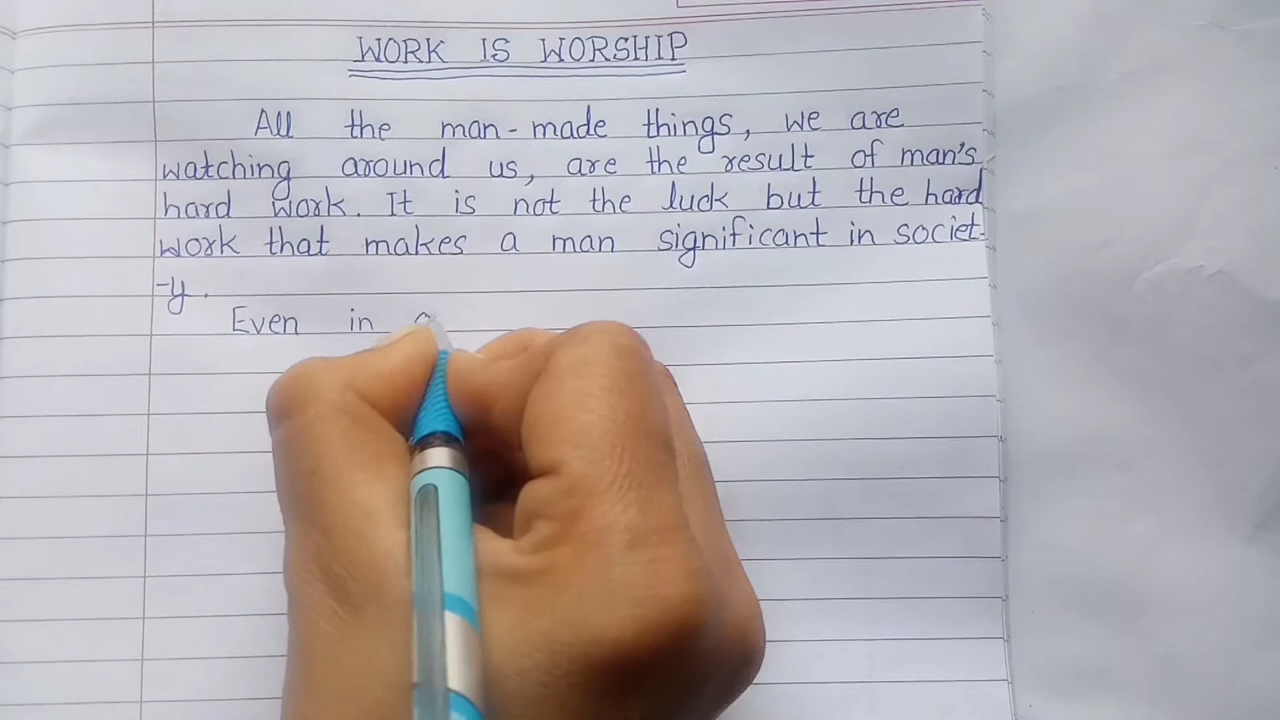 WORK IS WORSHIP
All the man-made things, we are
watching around us, are the result of man's
hard work. It is not the luck but the hard
work that makes a man significant in societ-
-y.
Even in